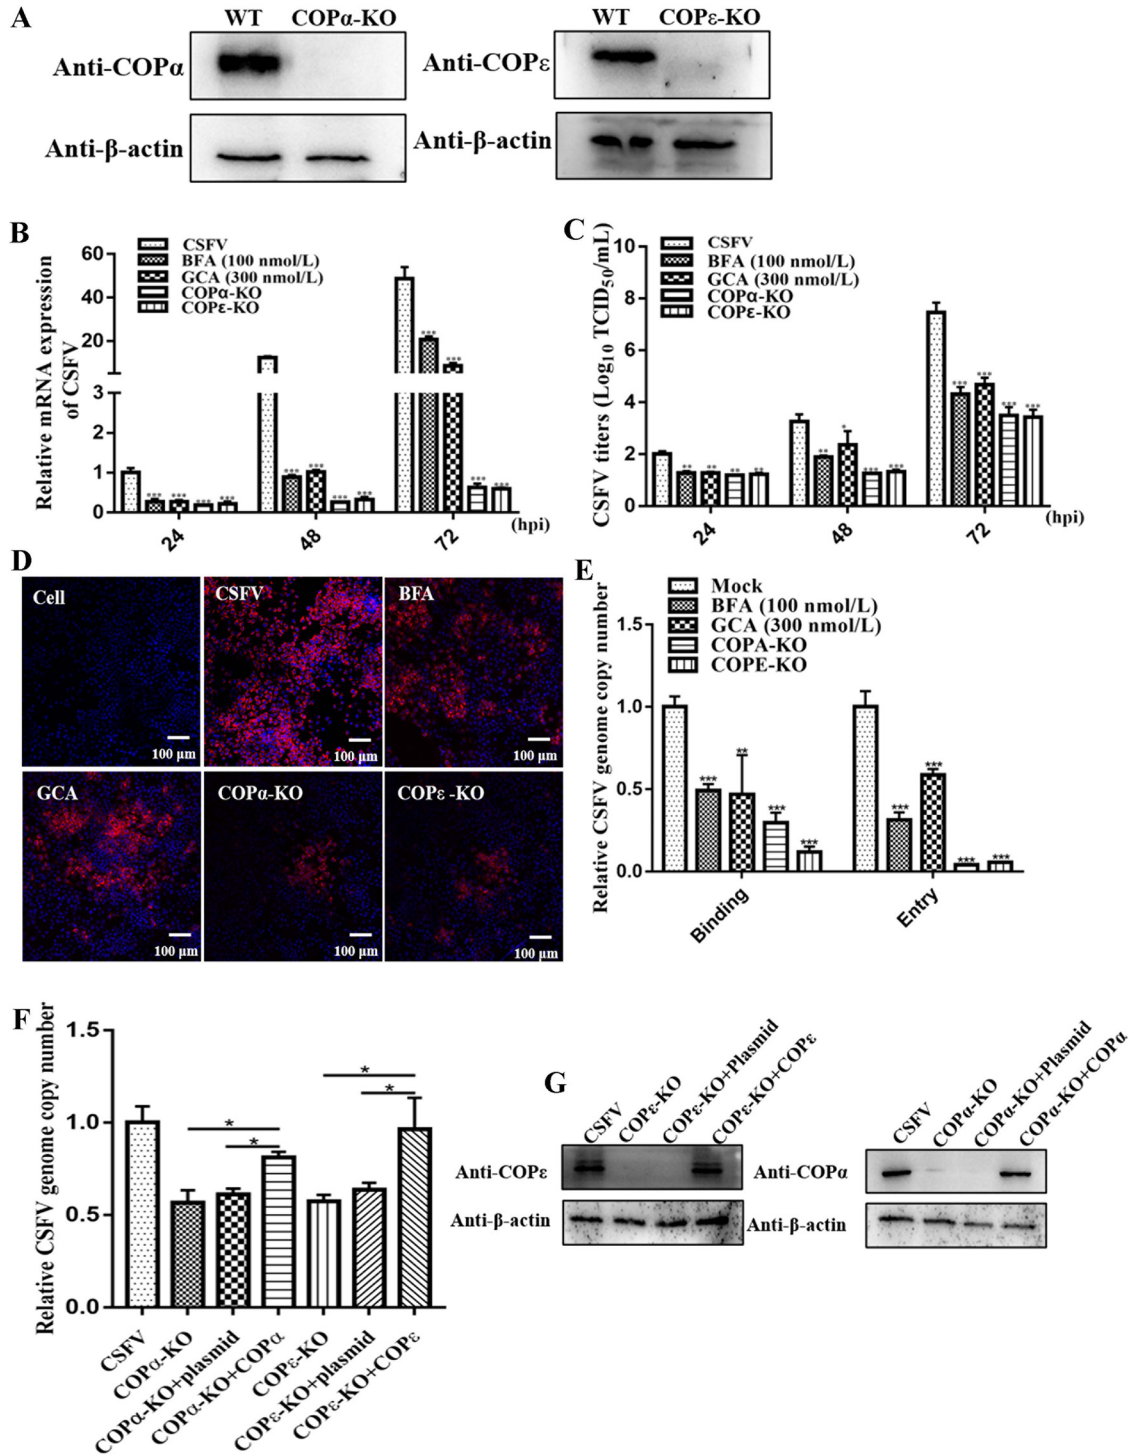 A
WT COPα-KO
Anti-COPα
Anti-β-actin
WT COPε-KO
Anti-COPε
Anti-β-actin
B
CSFV
BFA (100 nmol/L)
GCA (300 nmol/L)
COPα-KO
COPε-KO
Relative mRNA expression
of CSFV
60
40
20
3
2
1
0
***
***
***
***
***
***
***
***
***
***
***
***
24
48
72
(hpi)
C
CSFV
BFA (100 nmol/L)
GCA (300 nmol/L)
COPα-KO
COPε-KO
CSFV titers (Log10 TCID50/mL)
10
8
6
4
2
0
**
**
**
**
**
*
***
***
***
***
***
***
24
48
72
(hpi)
D
Cell
100 μm
CSFV
100 μm
BFA
100 μm
GCA
100 μm
COPα-KO
100 μm
COPε -KO
100 μm
E
Mock
BFA (100 nmol/L)
GCA (300 nmol/L)
COPA-KO
COPE-KO
Relative CSFV genome copy number
1.5
1.0
0.5
0.0
***
**
***
***
***
***
***
***
Binding
Entry
F
Relative CSFV genome copy number
1.5
1.0
0.5
0.0
*
*
*
*
CSFV
COPα-KO
COPα-KO+plasmid
COPα-KO+COPα
COPε-KO
COPε-KO+plasmid
COPε-KO+COPε
G
CSFV
COPε-KO
COPε-KO+Plasmid
COPε-KO+COPε
Anti-COPε
Anti-β-actin
CSFV
COPα-KO
COPα-KO+Plasmid
COPα-KO+COPα
Anti-COPα
Anti-β-actin